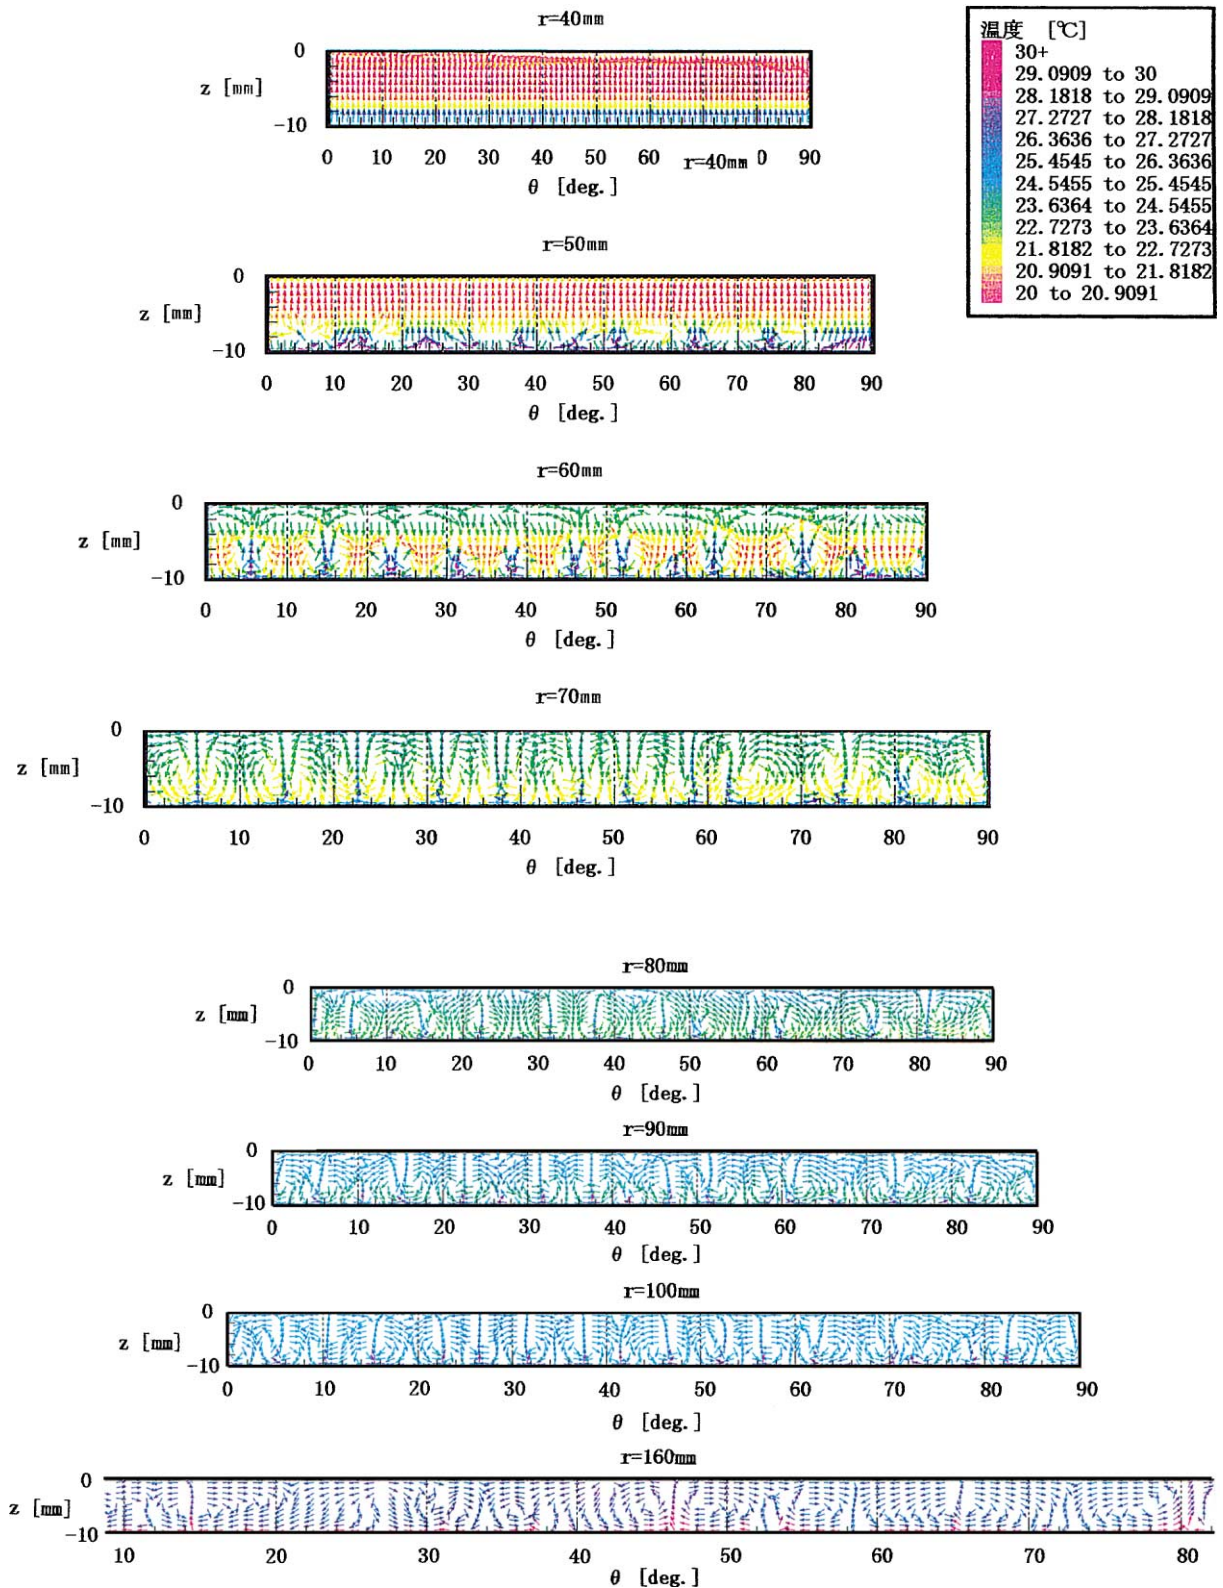 r=40mm
0
z [mm]
-10
0 10 20 30 40 50 60 r=40mm 0 90
θ [deg.]
温度 [℃]
30+
29.0909 to 30
28.1818 to 29.0909
27.2727 to 28.1818
26.3636 to 27.2727
25.4545 to 26.3636
24.5455 to 25.4545
23.6364 to 24.5455
22.7273 to 23.6364
21.8182 to 22.7273
20.9091 to 21.8182
20 to 20.9091
r=50mm
0
z [mm]
-10
0 10 20 30 40 50 60 70 80 90
θ [deg.]
r=60mm
0
z [mm]
-10
0 10 20 30 40 50 60 70 80 90
θ [deg.]
r=70mm
0
z [mm]
-10
0 10 20 30 40 50 60 70 80 90
θ [deg.]
r=80mm
0
z [mm]
-10
0 10 20 30 40 50 60 70 80 90
θ [deg.]
r=90mm
0
z [mm]
-10
0 10 20 30 40 50 60 70 80 90
θ [deg.]
r=100mm
0
z [mm]
-10
0 10 20 30 40 50 60 70 80 90
θ [deg.]
r=160mm
0
z [mm]
-10
10 20 30 40 50 60 70 80
θ [deg.]